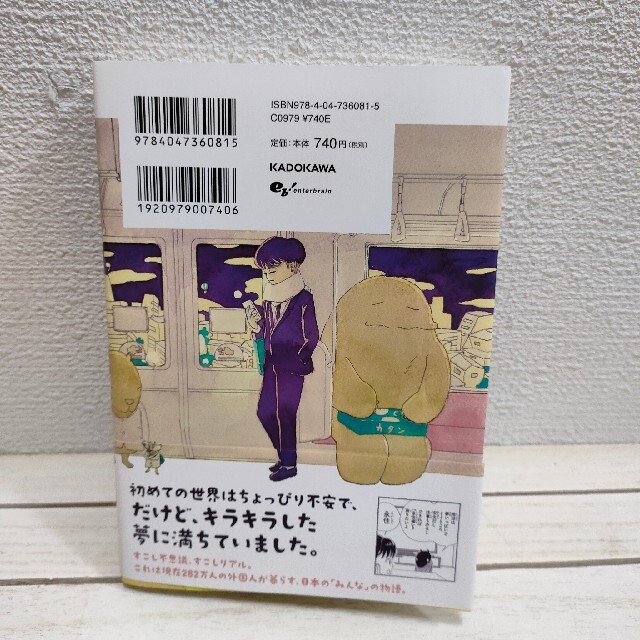 ISBN978-4-04-736081-5
C0979 ¥740E
定価:本体740円(税別)
9784047360815
KADOKAWA
enterbrain
1920979007406
カタン
初めての世界はちょっぴり不安で、
だけど、キラキラした
夢に満ちていました。
すこし不思議、すこしリアル。
これは現在282万人の外国人が暮らす、日本の「みんな」の物語。